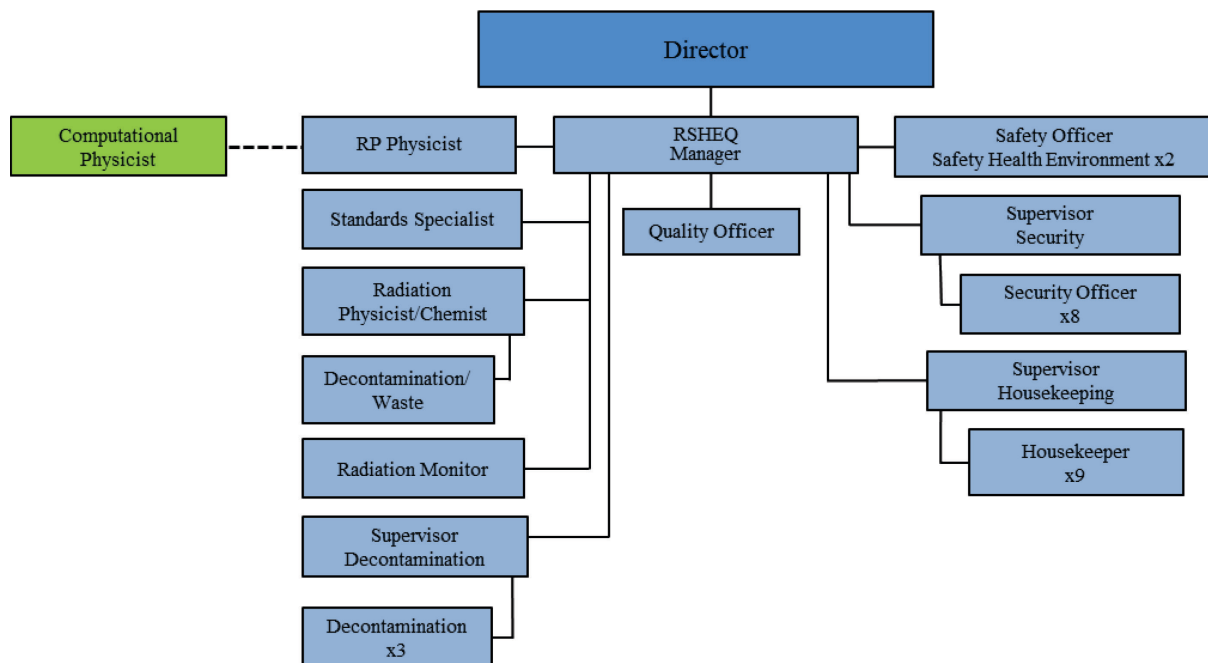 Director
Computational
Physicist
RP Physicist
RSHEQ
Manager
Safety Officer
Safety Health Environment x2
Standards Specialist
Quality Officer
Supervisor
Security
Radiation
Physicist/Chemist
Security Officer
x8
Decontamination/
Waste
Supervisor
Housekeeping
Radiation Monitor
Housekeeper
x9
Supervisor
Decontamination
Decontamination
x3